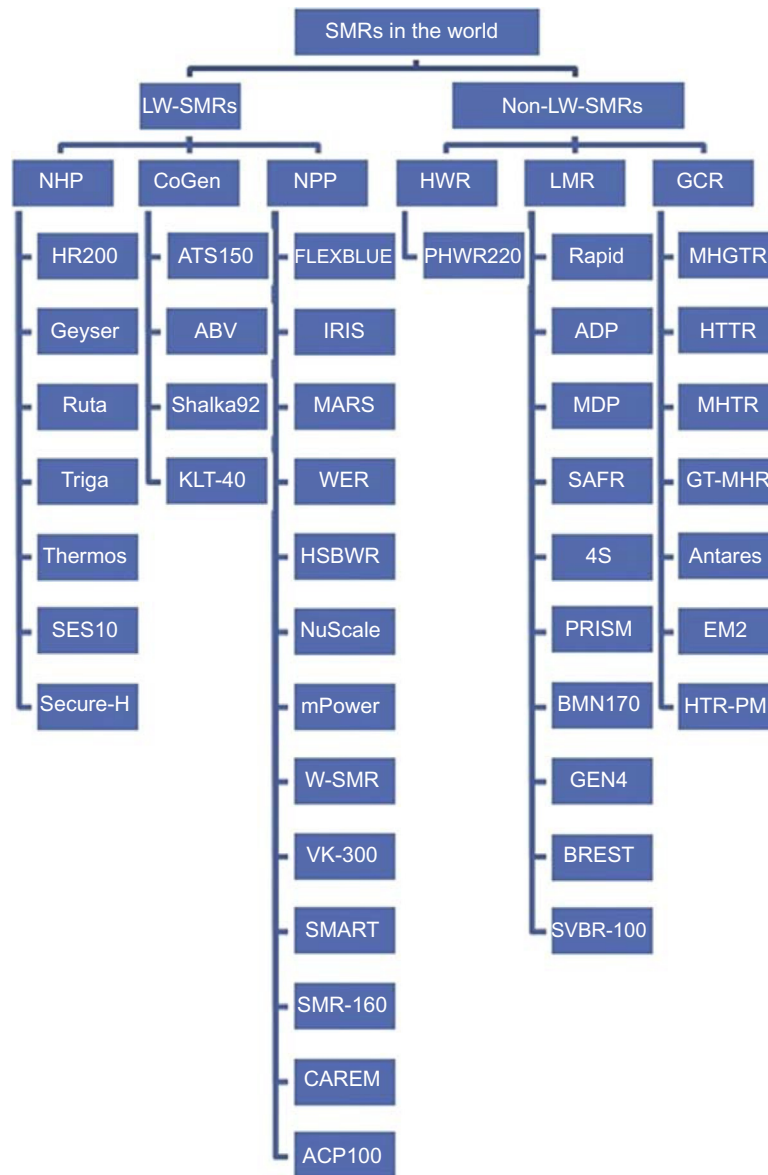 SMRs in the world
LW-SMRs
Non-LW-SMRs
NHP
CoGen
NPP
HWR
LMR
GCR
HR200
ATS150
FLEXBLUE
PHWR220
Rapid
MHGTR
Geyser
ABV
IRIS
ADP
HTTR
Ruta
Shalka92
MARS
MDP
MHTR
Triga
KLT-40
WER
SAFR
GT-MHR
Thermos
HSBWR
4S
Antares
SES10
NuScale
PRISM
EM2
Secure-H
mPower
BMN170
HTR-PM
W-SMR
GEN4
VK-300
BREST
SMART
SVBR-100
SMR-160
CAREM
ACP100